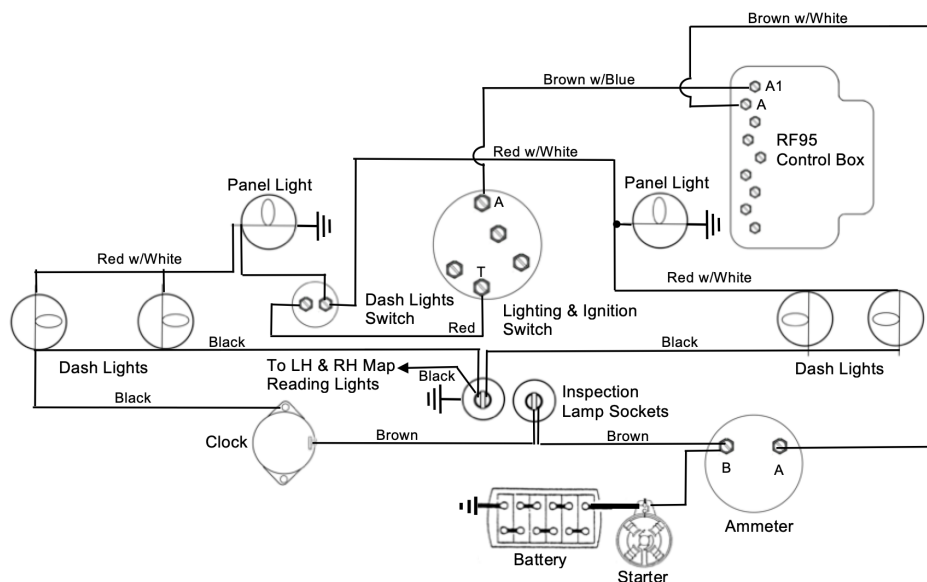 Brown w/White
Brown w/Blue
A1
A
RF95
Control Box
Red w/White
Panel Light
Panel Light
A
Red w/White
T
Red w/White
Dash Lights
Switch
Lighting & Ignition
Switch
Red
Black
Black
Dash Lights
To LH & RH Map
Reading Lights
Black
Dash Lights
Inspection
Lamp Sockets
Black
Clock
Brown
Brown
B
A
Ammeter
Battery
Starter